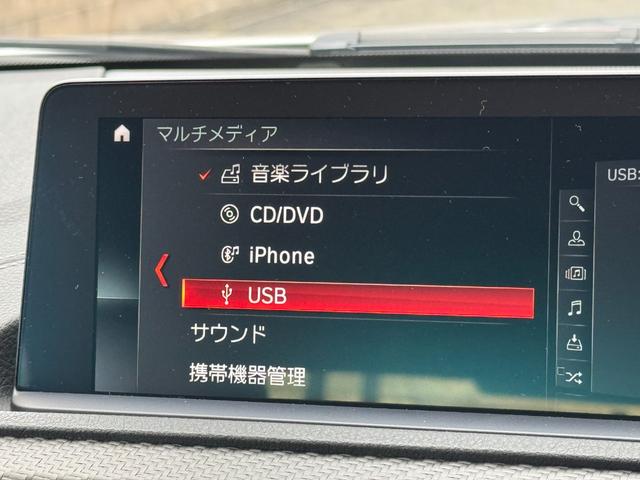 マルチメディア
音楽ライブラリ
CD/DVD
iPhone
USB
サウンド
携帯機器管理
USB: